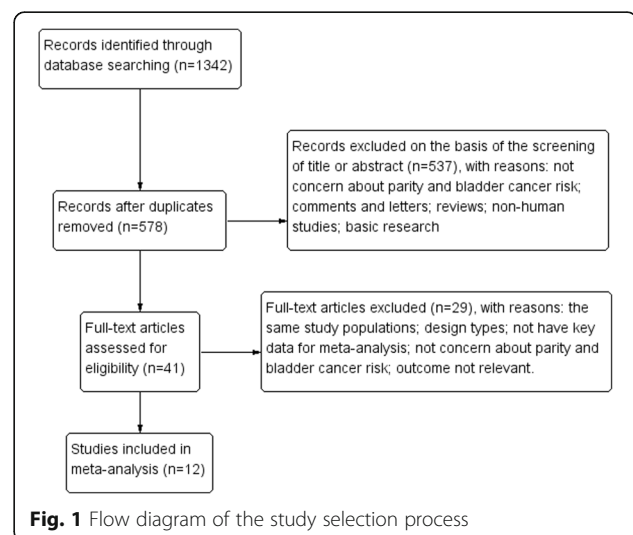 Records identified through
database searching (n=1342)
Records excluded on the basis of the screening
of title or abstract (n=537), with reasons: not
concern about parity and bladder cancer risk;
comments and letters; reviews; non-human
studies; basic research
Records after duplicates
removed (n=578)
Full-text articles excluded (n=29), with reasons: the
same study populations; design types; not have key
data for meta-analysis; not concern about parity and
bladder cancer risk; outcome not relevant.
Full-text articles
assessed for
eligibility (n=41)
Studies included in
meta-analysis (n=12)
Fig. 1 Flow diagram of the study selection process